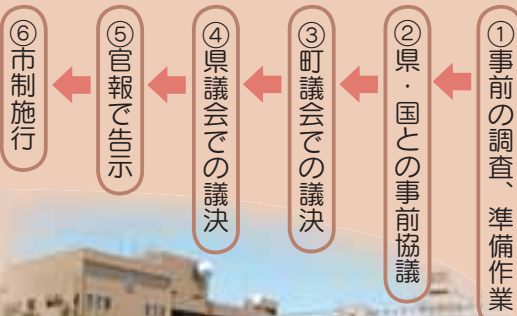 ①事前の調査、準備作業
②県・国との事前協議
③町議会での議決
④県議会での議決
⑤官報で告示
⑥市制施行